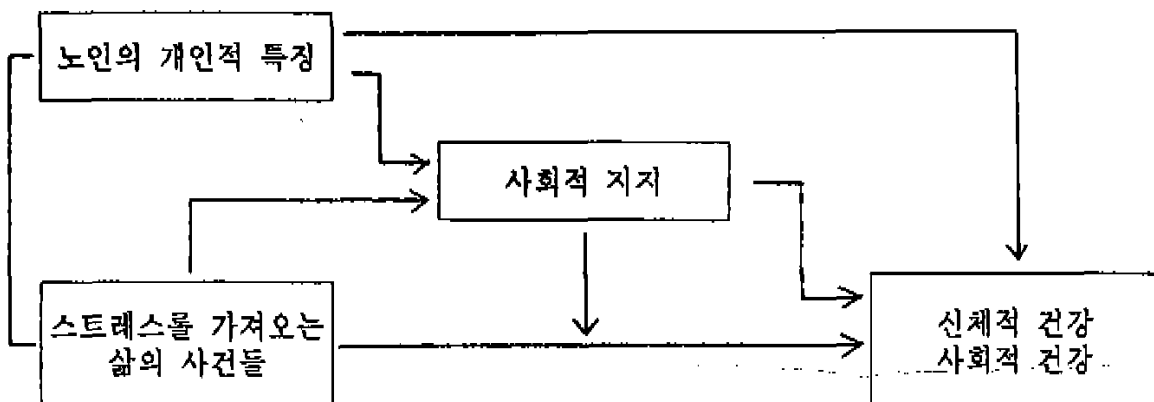 노인의 개인적 특징
사회적 지지
스트레스를 가져오는
삶의 사건들
신체적 건강
사회적 건강